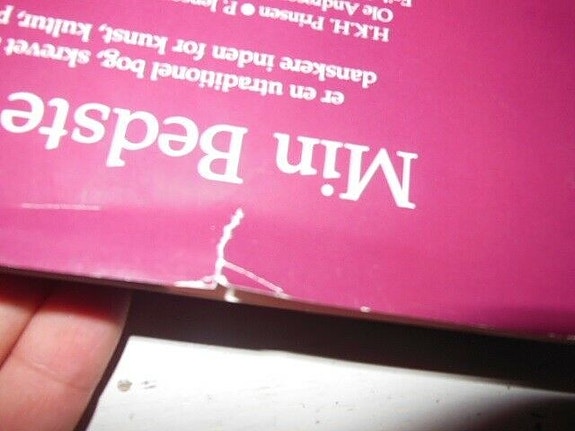 Min Bedste
er en utraditionel bog, skrevet
danskere inden for kunst, kultur,
H.K.H. Prinsen ● P.
Ole